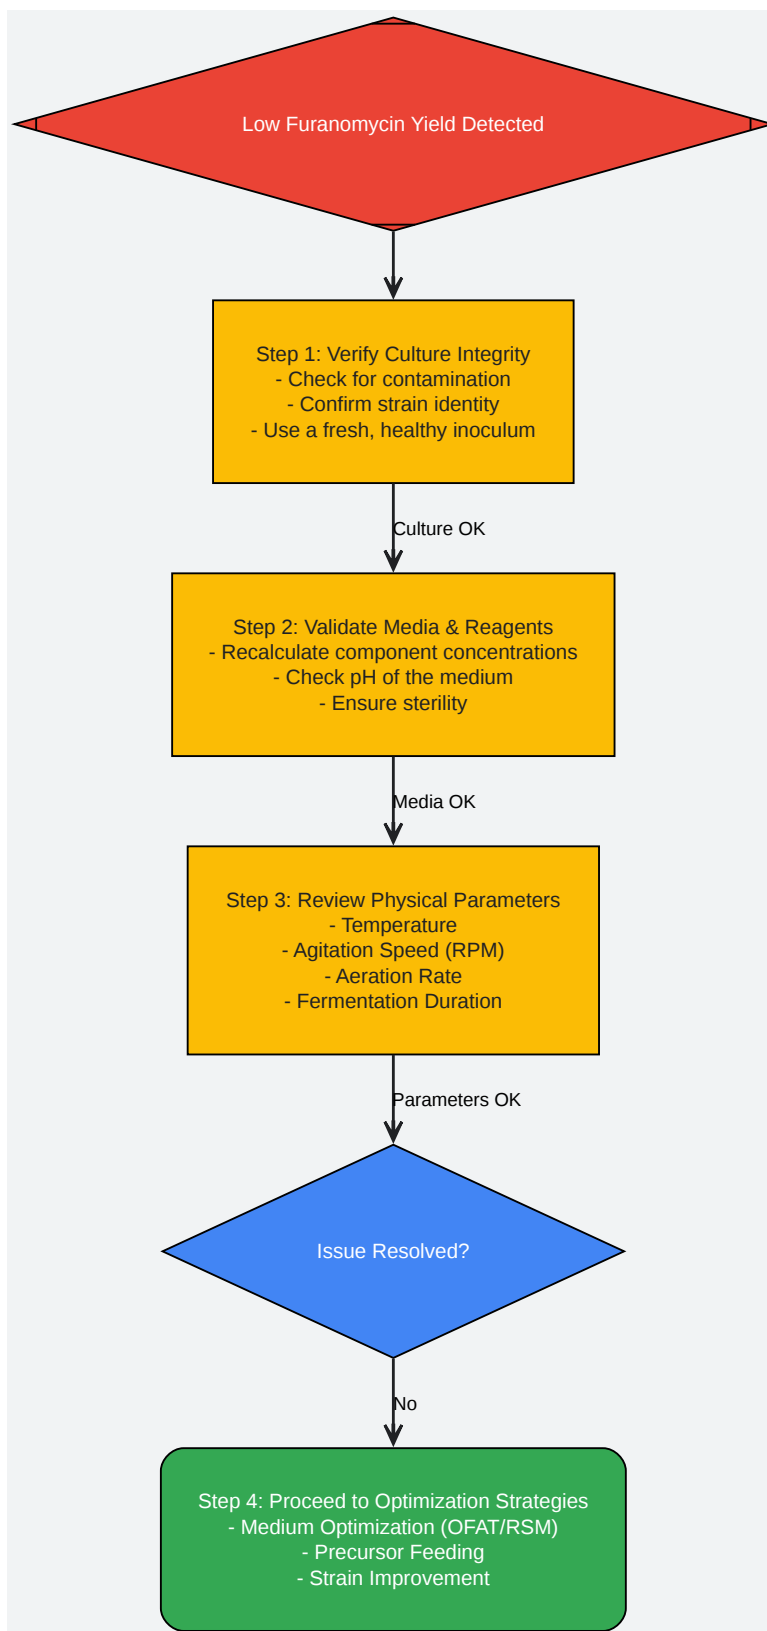 Low Furanomycin Yield Detected
Step 1: Verify Culture Integrity
- Check for contamination
- Confirm strain identity
- Use a fresh, healthy inoculum
Culture OK
Step 2: Validate Media & Reagents
- Recalculate component concentrations
- Check pH of the medium
- Ensure sterility
Media OK
Step 3: Review Physical Parameters
- Temperature
- Agitation Speed (RPM)
- Aeration Rate
- Fermentation Duration
Parameters OK
Issue Resolved?
No
Step 4: Proceed to Optimization Strategies
- Medium Optimization (OFAT/RSM)
- Precursor Feeding
- Strain Improvement